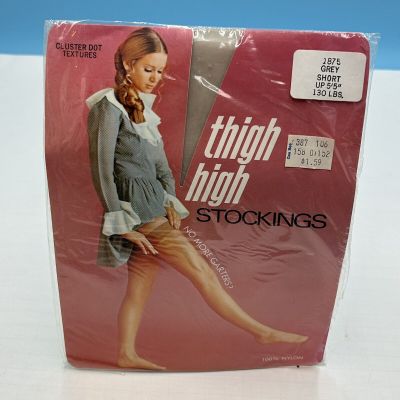 CLUSTER DOT
TEXTURES
1875
GREY
SHORT
UP 5'5"
130 LBS.
thigh
high
STOCKINGS
387 106
$1.59
NO MORE GARTERS?
100% NYLON